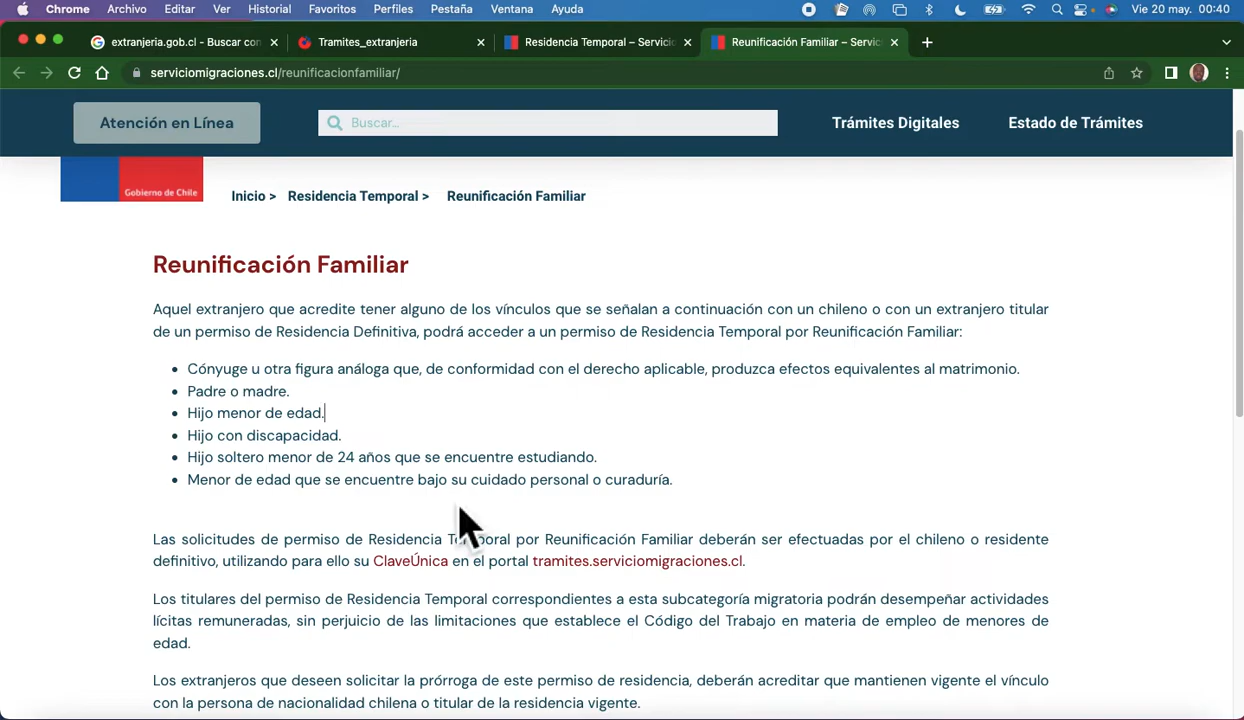 Chrome Archivo Editar Ver Historial Favoritos Perfiles Pestaña Ventana Ayuda Vie 20 may. 00:40
extranjeria.gob.cl - Buscar con Tramites_extranjeria Residencia Temporal – Servicio Reunificación Familiar – Servic
serviciomigraciones.cl/reunificacionfamiliar/
Atención en Línea Buscar... Trámites Digitales Estado de Trámites
Gobierno de Chile
Inicio > Residencia Temporal > Reunificación Familiar
Reunificación Familiar
Aquel extranjero que acredite tener alguno de los vínculos que se señalan a continuación con un chileno o con un extranjero titular
de un permiso de Residencia Definitiva, podrá acceder a un permiso de Residencia Temporal por Reunificación Familiar:
• Cónyuge u otra figura análoga que, de conformidad con el derecho aplicable, produzca efectos equivalentes al matrimonio.
• Padre o madre.
• Hijo menor de edad.
• Hijo con discapacidad.
• Hijo soltero menor de 24 años que se encuentre estudiando.
• Menor de edad que se encuentre bajo su cuidado personal o curaduría.
Las solicitudes de permiso de Residencia Temporal por Reunificación Familiar deberán ser efectuadas por el chileno o residente
definitivo, utilizando para ello su ClaveÚnica en el portal tramites.serviciomigraciones.cl.
Los titulares del permiso de Residencia Temporal correspondientes a esta subcategoría migratoria podrán desempeñar actividades
lícitas remuneradas, sin perjuicio de las limitaciones que establece el Código del Trabajo en materia de empleo de menores de
edad.
Los extranjeros que deseen solicitar la prórroga de este permiso de residencia, deberán acreditar que mantienen vigente el vínculo
con la persona de nacionalidad chilena o titular de la residencia vigente.